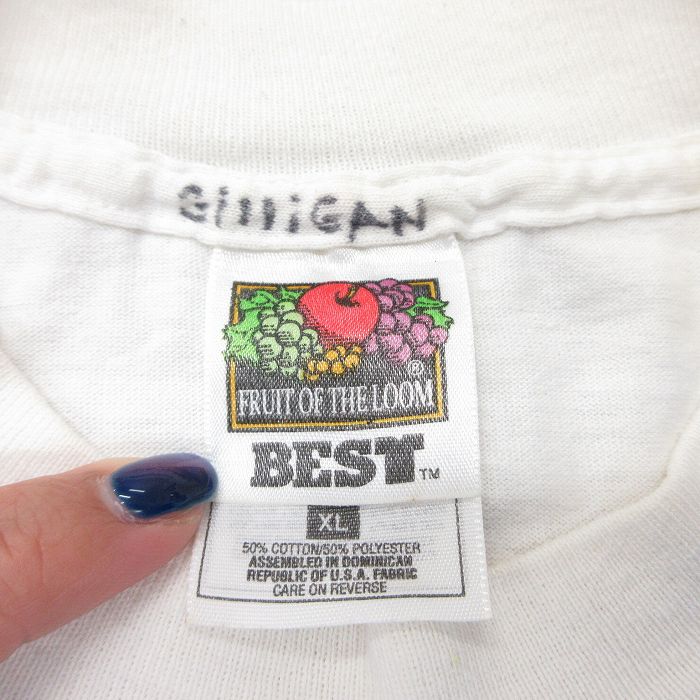 GilliGAN
FRUIT OF THE LOOM ®
BEST™
XL
50% COTTON/50% POLYESTER
ASSEMBLED IN DOMINICAN
REPUBLIC OF U.S.A. FABRIC
CARE ON REVERSE